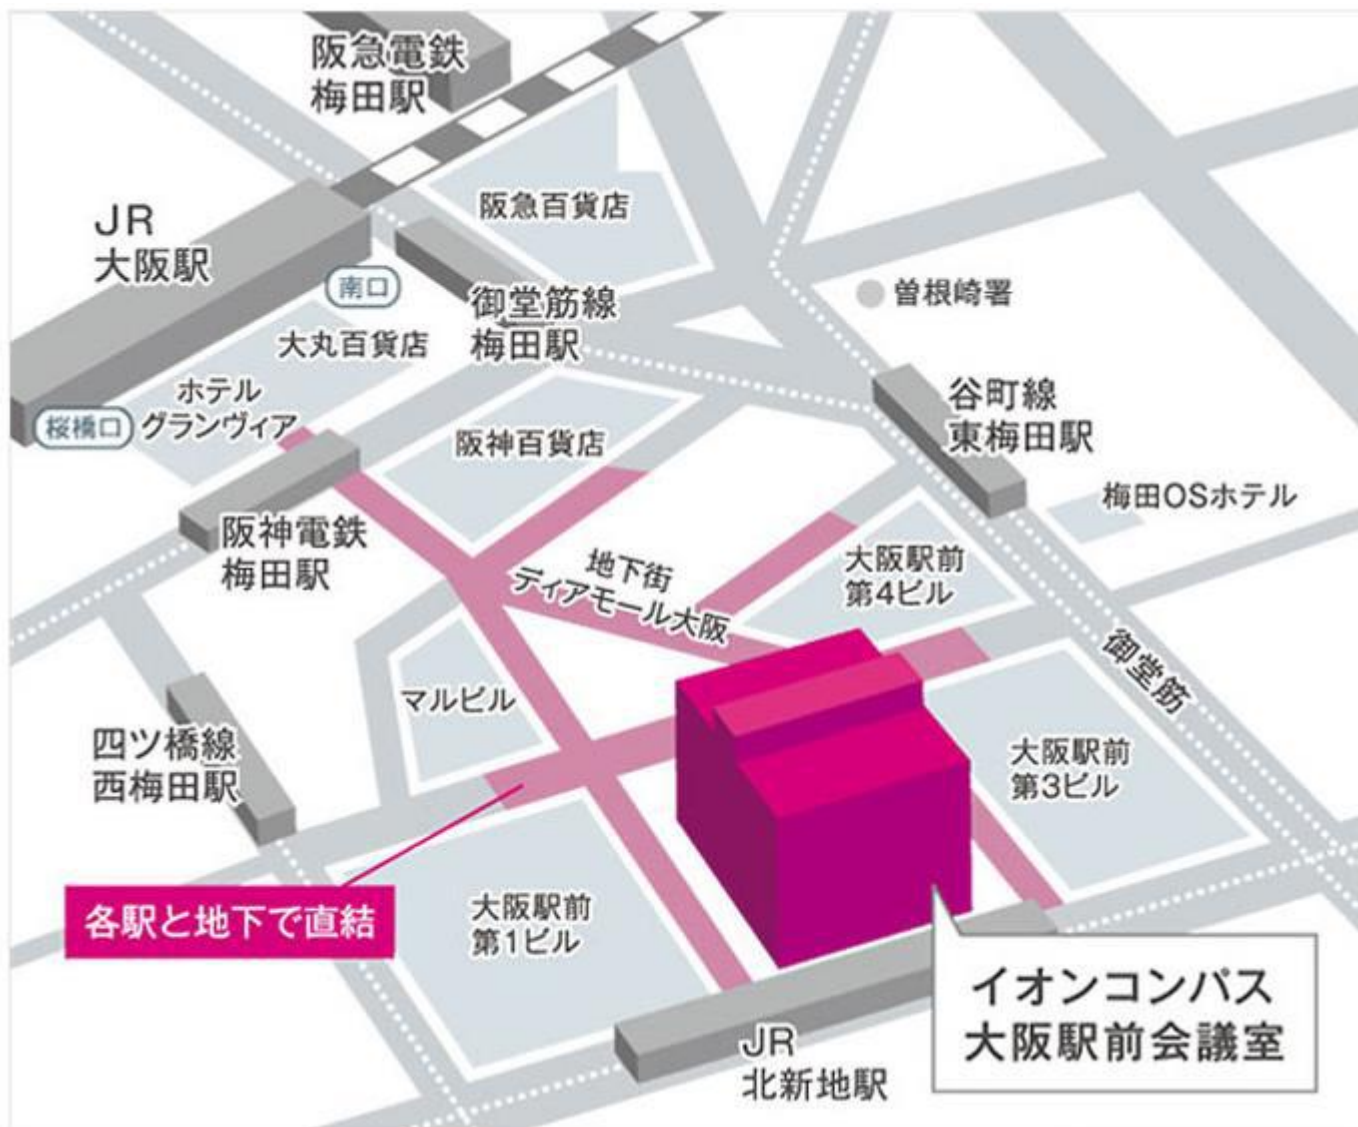 阪急電鉄
梅田駅
JR
大阪駅
阪急百貨店
南口
御堂筋線
梅田駅
曽根崎署
大丸百貨店
ホテル
グランヴィア
桜橋口
阪神百貨店
谷町線
東梅田駅
梅田OSホテル
阪神電鉄
梅田駅
地下街
ディアモール大阪
大阪駅前
第4ビル
御堂筋
マルビル
四ツ橋線
西梅田駅
大阪駅前
第3ビル
各駅と地下で直結
大阪駅前
第1ビル
イオンコンパス
大阪駅前会議室
JR
北新地駅